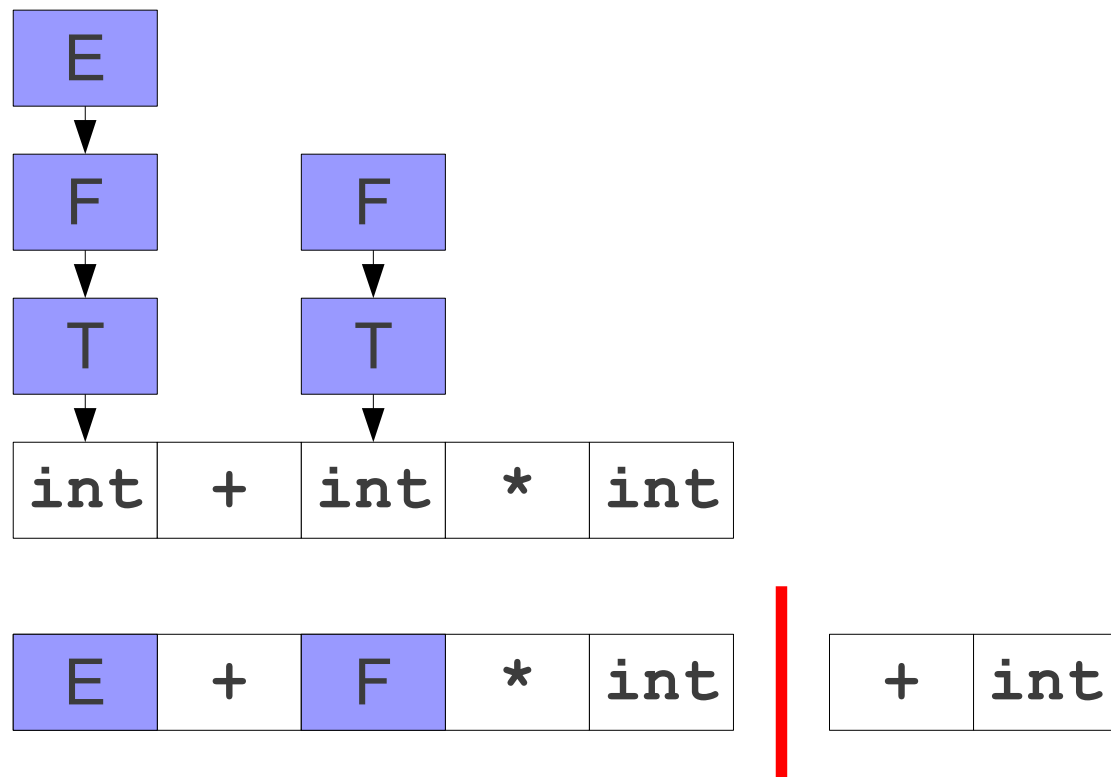 E
F F
T T
int + int * int
E + F * int + int